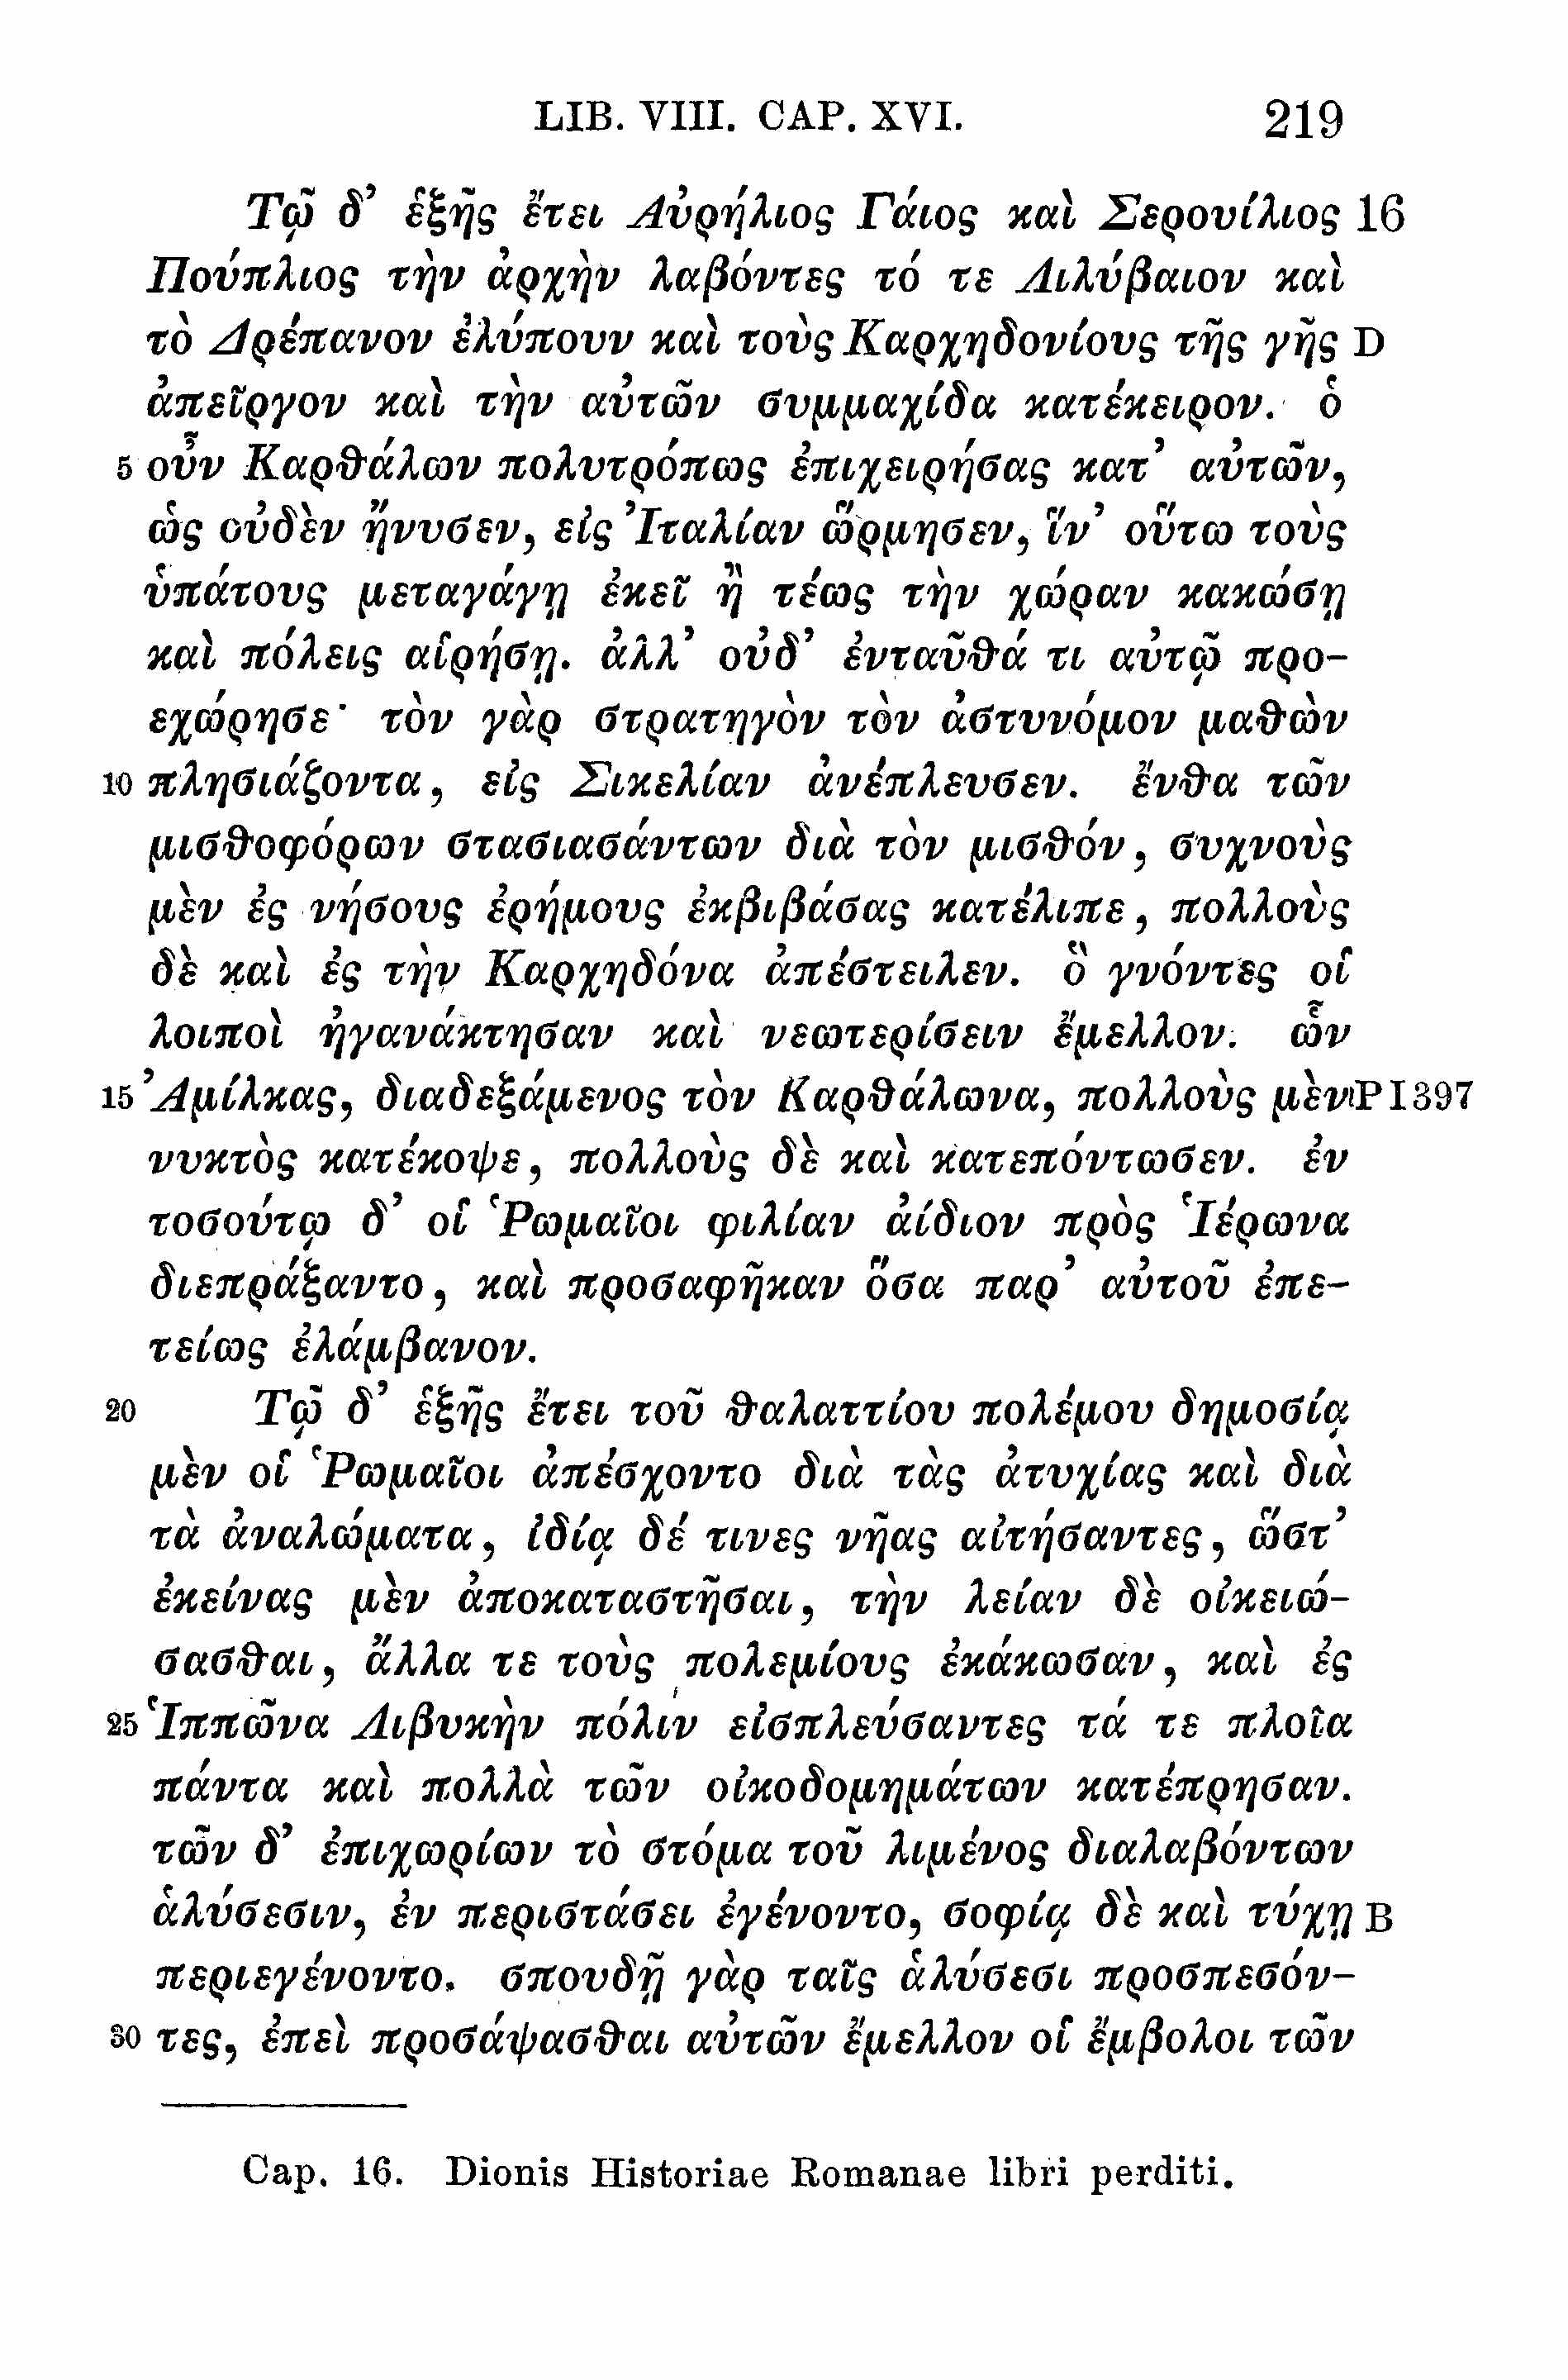 LIB. VIII. CAP. XVI. 219
Τῷ δ’ ἑξῆς ἔτει Αὐρήλιος Γάιος καὶ Σερουίλιος 16
Πούπλιος τὴν ἀρχὴν λαβόντες τό τε Λιλύβαιον καὶ
τὸ Δρέπανον ἐλύπουν καὶ τοὺς Καρχηδονίους τῆς γῆς D
ἀπεῖργον καὶ τὴν αὐτῶν συμμαχίδα κατέκειρον. ὁ
5 οὖν Καρθάλων πολυτρόπως ἐπιχειρήσας κατ’ αὐτῶν,
ὡς οὐδὲν ἤνυσεν, εἰς Ἰταλίαν ὥρμησεν, ἵν’ οὕτω τοὺς
ὑπάτους μεταγάγῃ ἐκεῖ ἢ τέως τὴν χώραν κακώσῃ
καὶ πόλεις αἱρήσῃ. ἀλλ’ οὐδ’ ἐνταῦθά τι αὐτῷ προ-
εχώρησε· τὸν γὰρ στρατηγὸν τὸν ἀστυνόμον μαθὼν
10 πλησιάζοντα, εἰς Σικελίαν ἀνέπλευσεν. ἔνθα τῶν
μισθοφόρων στασιασάντων διὰ τὸν μισθόν, συχνοὺς
μὲν ἐς νήσους ἐρήμους ἐκβιβάσας κατέλιπε, πολλοὺς
δὲ καὶ ἐς τὴν Καρχηδόνα ἀπέστειλεν. ὃ γνόντες οἱ
λοιποὶ ἠγανάκτησαν καὶ νεωτερίσειν ἔμελλον. ὧν
15 Ἀμίλκας, διαδεξάμενος τὸν Καρθάλωνα, πολλοὺς μὲν PI397
νυκτὸς κατέκοψε, πολλοὺς δὲ καὶ κατεπόντωσεν. ἐν
τοσούτῳ δ’ οἱ Ῥωμαῖοι φιλίαν ἀίδιον πρὸς Ἱέρωνα
διεπράξαντο, καὶ προσαφῆκαν ὅσα παρ’ αὐτοῦ ἐπε-
τείως ἐλάμβανον.
20 Τῷ δ’ ἑξῆς ἔτει τοῦ θαλαττίου πολέμου δημοσίᾳ
μὲν οἱ Ῥωμαῖοι ἀπέσχοντο διὰ τὰς ἀτυχίας καὶ διὰ
τὰ ἀναλώματα, ἰδίᾳ δέ τινες νῆας αἰτήσαντες, ὥστ’
ἐκείνας μὲν ἀποκαταστῆσαι, τὴν λείαν δὲ οἰκειώ-
σασθαι, ἄλλα τε τοὺς πολεμίους ἐκάκωσαν, καὶ ἐς
25 Ἱππῶνα Λιβυκὴν πόλιν εἰσπλεύσαντες τά τε πλοῖα
πάντα καὶ πολλὰ τῶν οἰκοδομημάτων κατέπρησαν.
τῶν δ’ ἐπιχωρίων τὸ στόμα τοῦ λιμένος διαλαβόντων
ἁλύσεσιν, ἐν περιστάσει ἐγένοντο, σοφίᾳ δὲ καὶ τύχῃ B
περιεγένοντο. σπουδῇ γὰρ ταῖς ἁλύσεσι προσπεσόν-
30 τες, ἐπεὶ προσάψασθαι αὐτῶν ἔμελλον οἱ ἔμβολοι τῶν
Cap. 16. Dionis Historiae Romanae libri perditi.